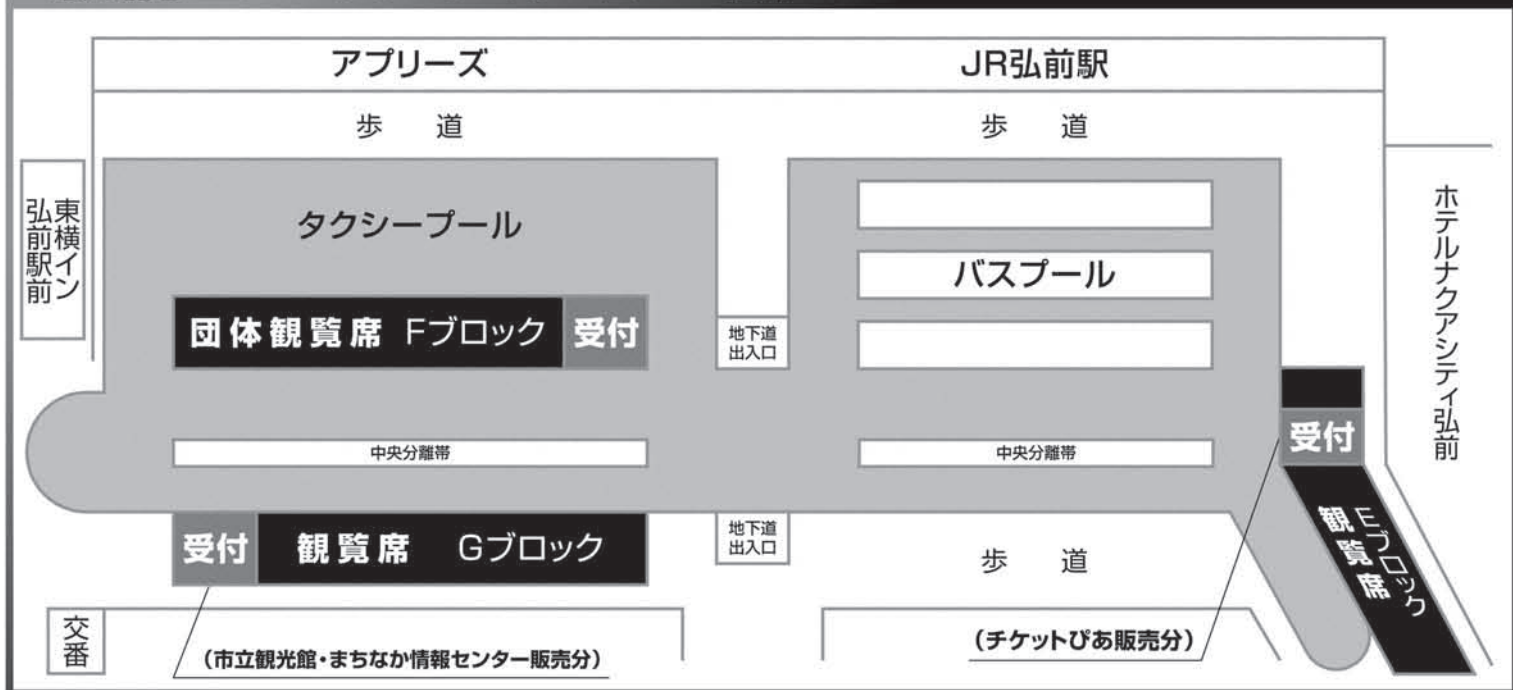 アプリーズ
JR弘前駅
歩道
歩道
東横イン
弘前駅前
タクシープール
バスプール
ホテルナクアシティ弘前
団体観覧席 Fブロック 受付
地下道
出入口
受付
中央分離帯
中央分離帯
観覧席 Eブロック
受付 観覧席 Gブロック
地下道
出入口
歩道
交番
(市立観光館・まちなか情報センター販売分)
(チケットぴあ販売分)